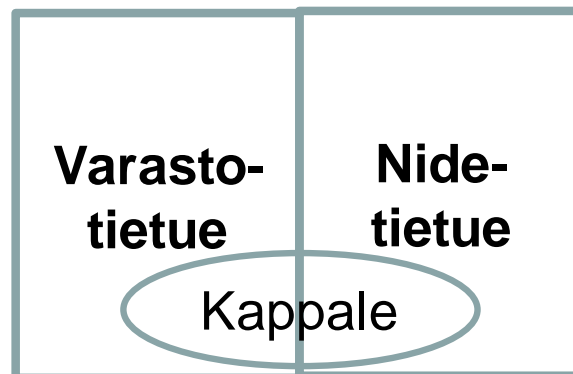 Varasto-
tietue
Nide-
tietue
Kappale